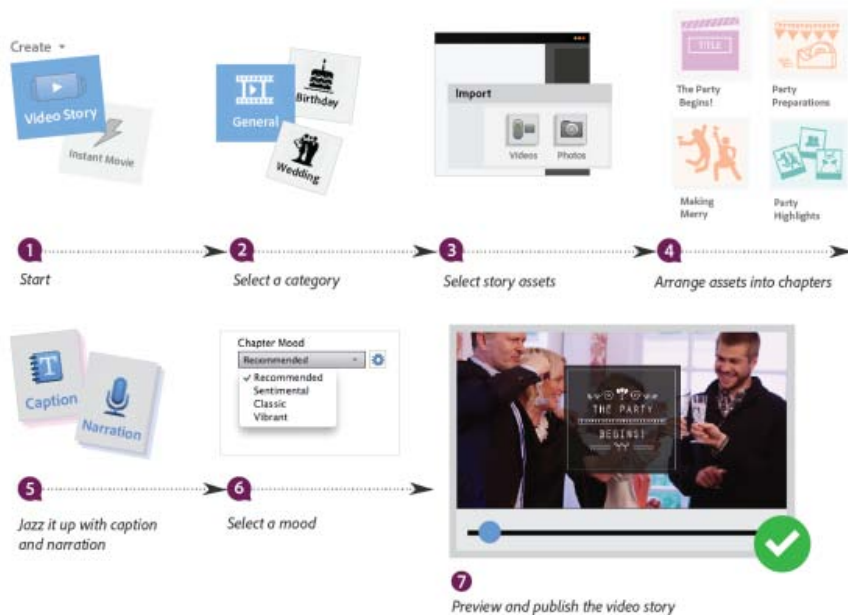 Create
Video Story
Instant Movie
General
Birthday
Wedding
Import
Videos
Photos
TITLE
The Party
Begins!
Party
Preparations
Making
Merry
Party
Highlights
1
Start
2
Select a category
3
Select story assets
4
Arrange assets into chapters
T
Caption
Narration
Chapter Mood
Recommended
Recommended
Sentimental
Classic
Vibrant
THE PARTY
BEGINS!
5
Jazz it up with caption
and narration
6
Select a mood
7
Preview and publish the video story